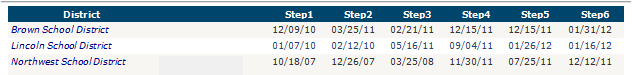 District Step1 Step2 Step3 Step4 Step5 Step6
Brown School District 12/09/10 03/25/11 02/21/11 12/15/11 12/15/11 01/31/12
Lincoln School District 01/07/10 02/12/10 05/16/11 09/04/11 01/26/12 01/16/12
Northwest School District 10/18/07 12/26/07 03/25/08 11/30/11 07/25/11 12/12/11